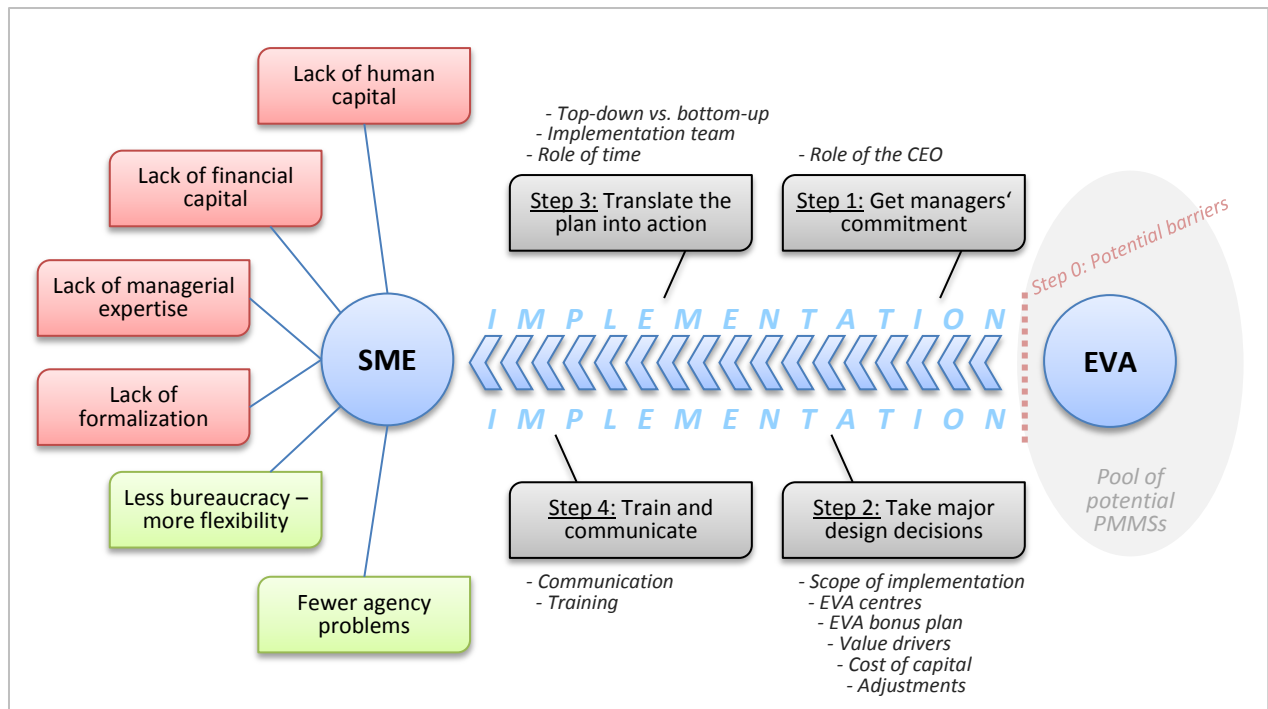 Lack of human
capital
Lack of financial
capital
Lack of managerial
expertise
Lack of
formalization
Less bureaucracy –
more flexibility
Fewer agency
problems
SME
- Top-down vs. bottom-up
- Implementation team
- Role of time
Step 3: Translate the
plan into action
- Role of the CEO
Step 1: Get managers‘
commitment
IMPLEMENTATION
IMPLEMENTATION
Step 4: Train and
communicate
- Communication
- Training
Step 2: Take major
design decisions
- Scope of implementation
- EVA centres
- EVA bonus plan
- Value drivers
- Cost of capital
- Adjustments
Step 0: Potential barriers
EVA
Pool of
potential
PMMSs